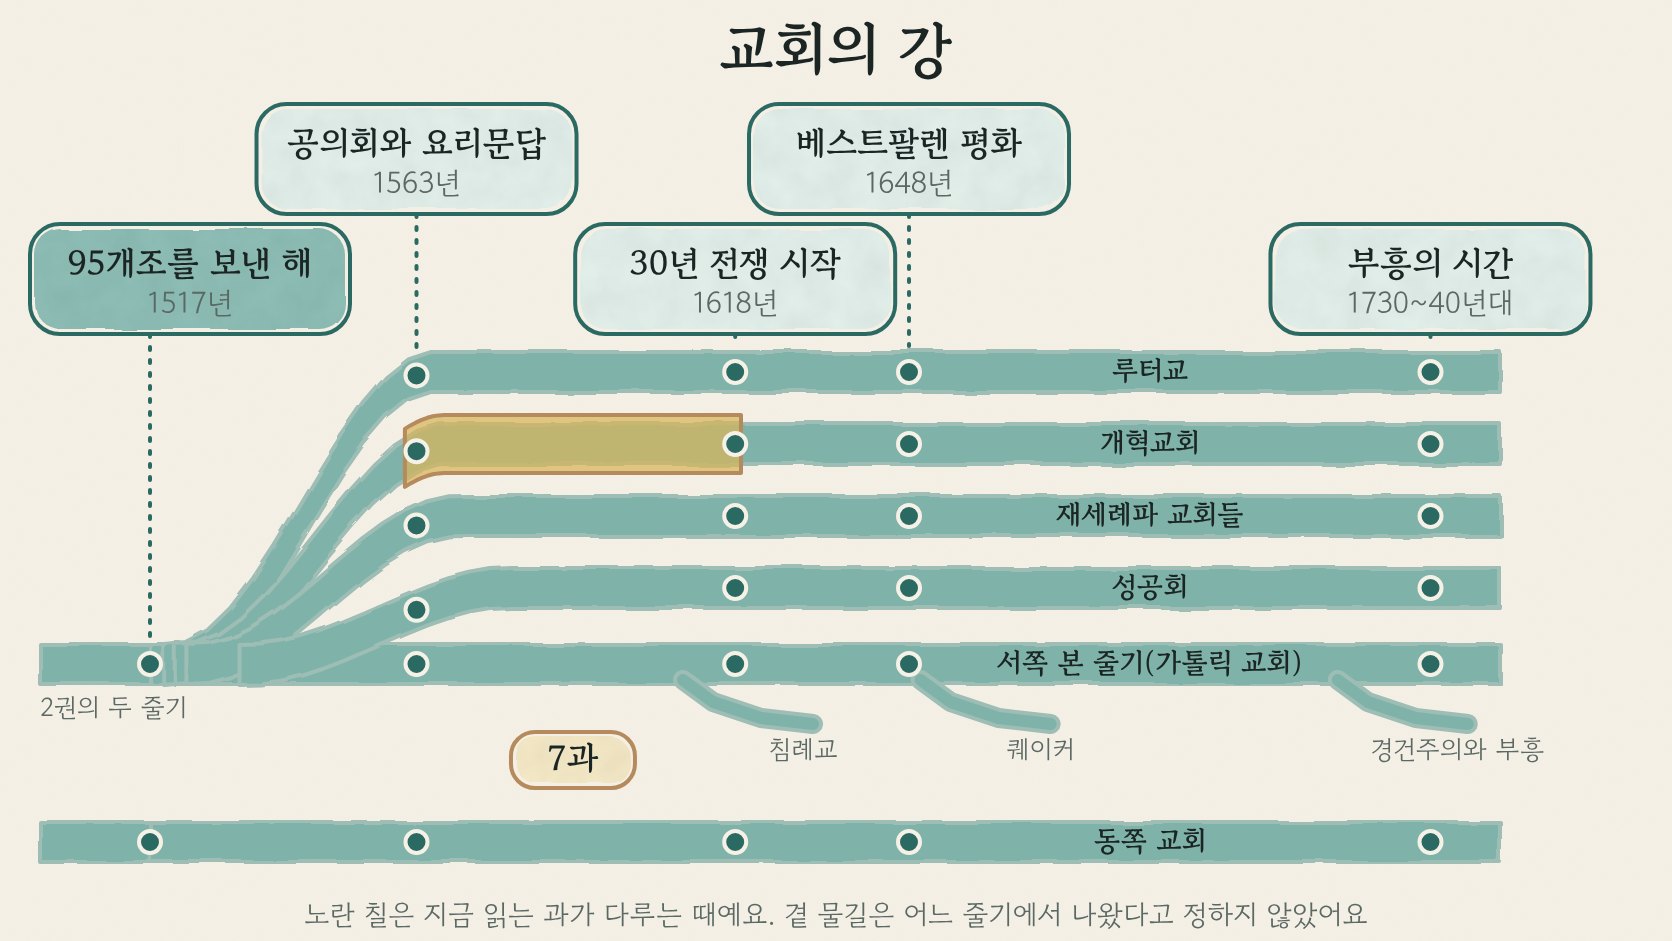 교회의 강
공의회와 요리문답
1563년
베스트팔렌 평화
1648년
95개조를 보낸 해
1517년
30년 전쟁 시작
1618년
부흥의 시간
1730~40년대
루터교
개혁교회
재세례파 교회들
성공회
서쪽 본 줄기(가톨릭 교회)
2권의 두 줄기
침례교
퀘이커
경건주의와 부흥
7과
동쪽 교회
노란 칠은 지금 읽는 과가 다루는 때예요. 곁 물길은 어느 줄기에서 나왔다고 정하지 않았어요